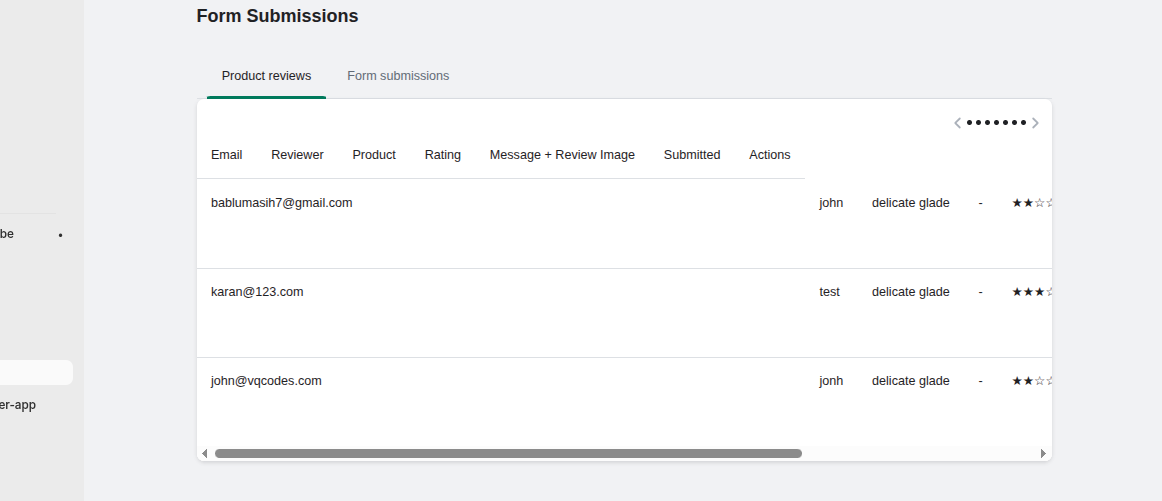 Form Submissions
Product reviews Form submissions
Email Reviewer Product Rating Message + Review Image Submitted Actions
bablumasih7@gmail.com john delicate glade - ★★☆☆
be •
karan@123.com test delicate glade - ★★★☆
john@vqcodes.com jonh delicate glade - ★★☆☆
er-app